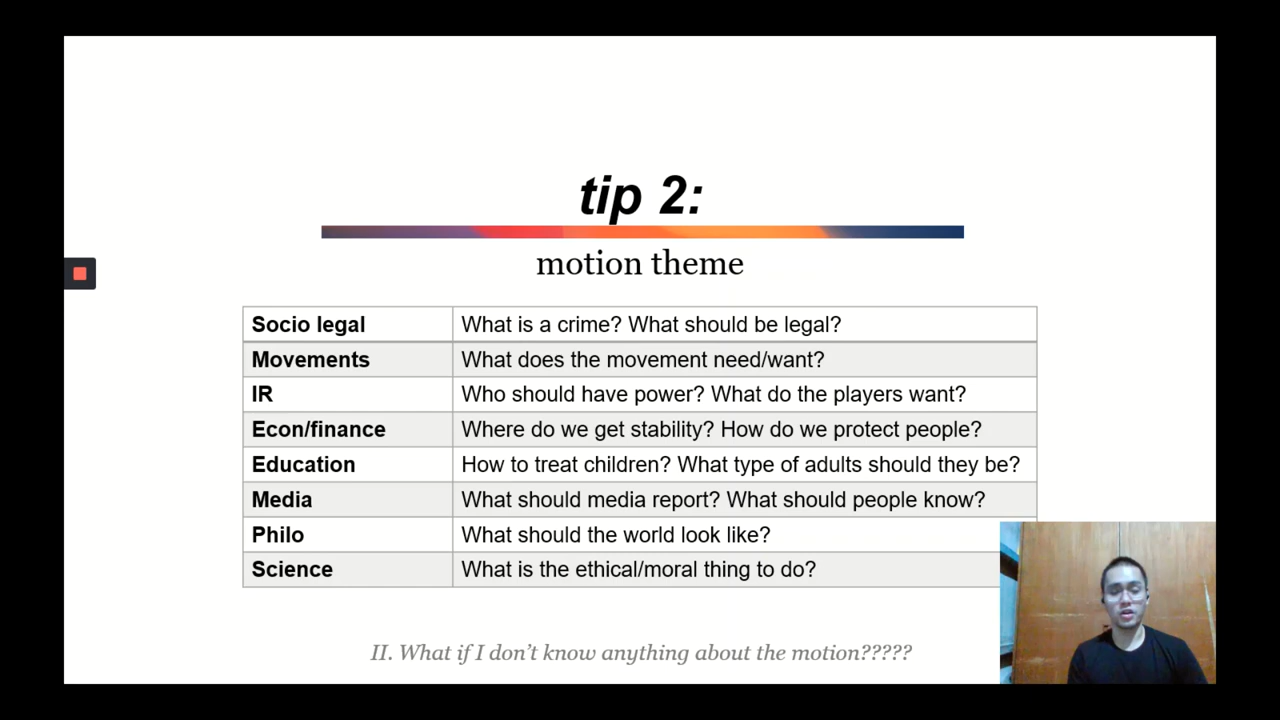 tip 2:
motion theme
Socio legal What is a crime? What should be legal?
Movements What does the movement need/want?
IR Who should have power? What do the players want?
Econ/finance Where do we get stability? How do we protect people?
Education How to treat children? What type of adults should they be?
Media What should media report? What should people know?
Philo What should the world look like?
Science What is the ethical/moral thing to do?
II. What if I don't know anything about the motion?????